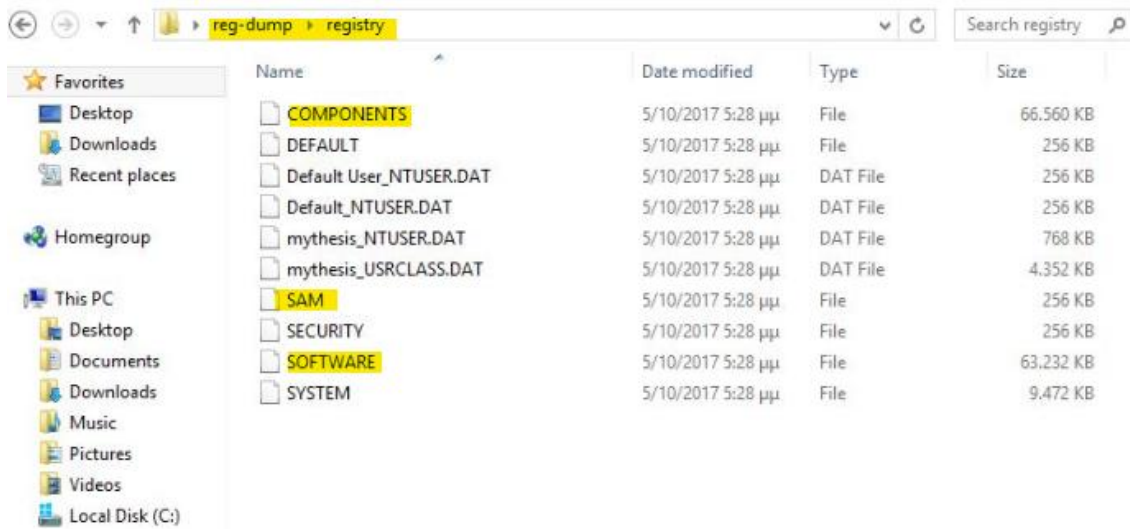 reg-dump registry Search registry
Favorites
Desktop
Downloads
Recent places
Homegroup
This PC
Desktop
Documents
Downloads
Music
Pictures
Videos
Local Disk (C:)
Name Date modified Type Size
COMPONENTS 5/10/2017 5:28 μμ File 66.560 KB
DEFAULT 5/10/2017 5:28 μμ File 256 KB
Default User_NTUSER.DAT 5/10/2017 5:28 μμ DAT File 256 KB
Default_NTUSER.DAT 5/10/2017 5:28 μμ DAT File 256 KB
mythesis_NTUSER.DAT 5/10/2017 5:28 μμ DAT File 768 KB
mythesis_USRCLASS.DAT 5/10/2017 5:28 μμ DAT File 4.352 KB
SAM 5/10/2017 5:28 μμ File 256 KB
SECURITY 5/10/2017 5:28 μμ File 256 KB
SOFTWARE 5/10/2017 5:28 μμ File 63.232 KB
SYSTEM 5/10/2017 5:28 μμ File 9.472 KB